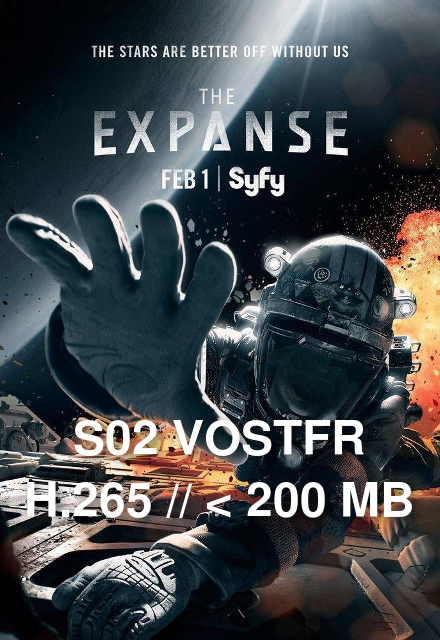 THE STARS ARE BETTER OFF WITHOUT US
THE
EXPANSE
FEB 1 | Syfy
S02 VOSTFR
H.265 // < 200 MB